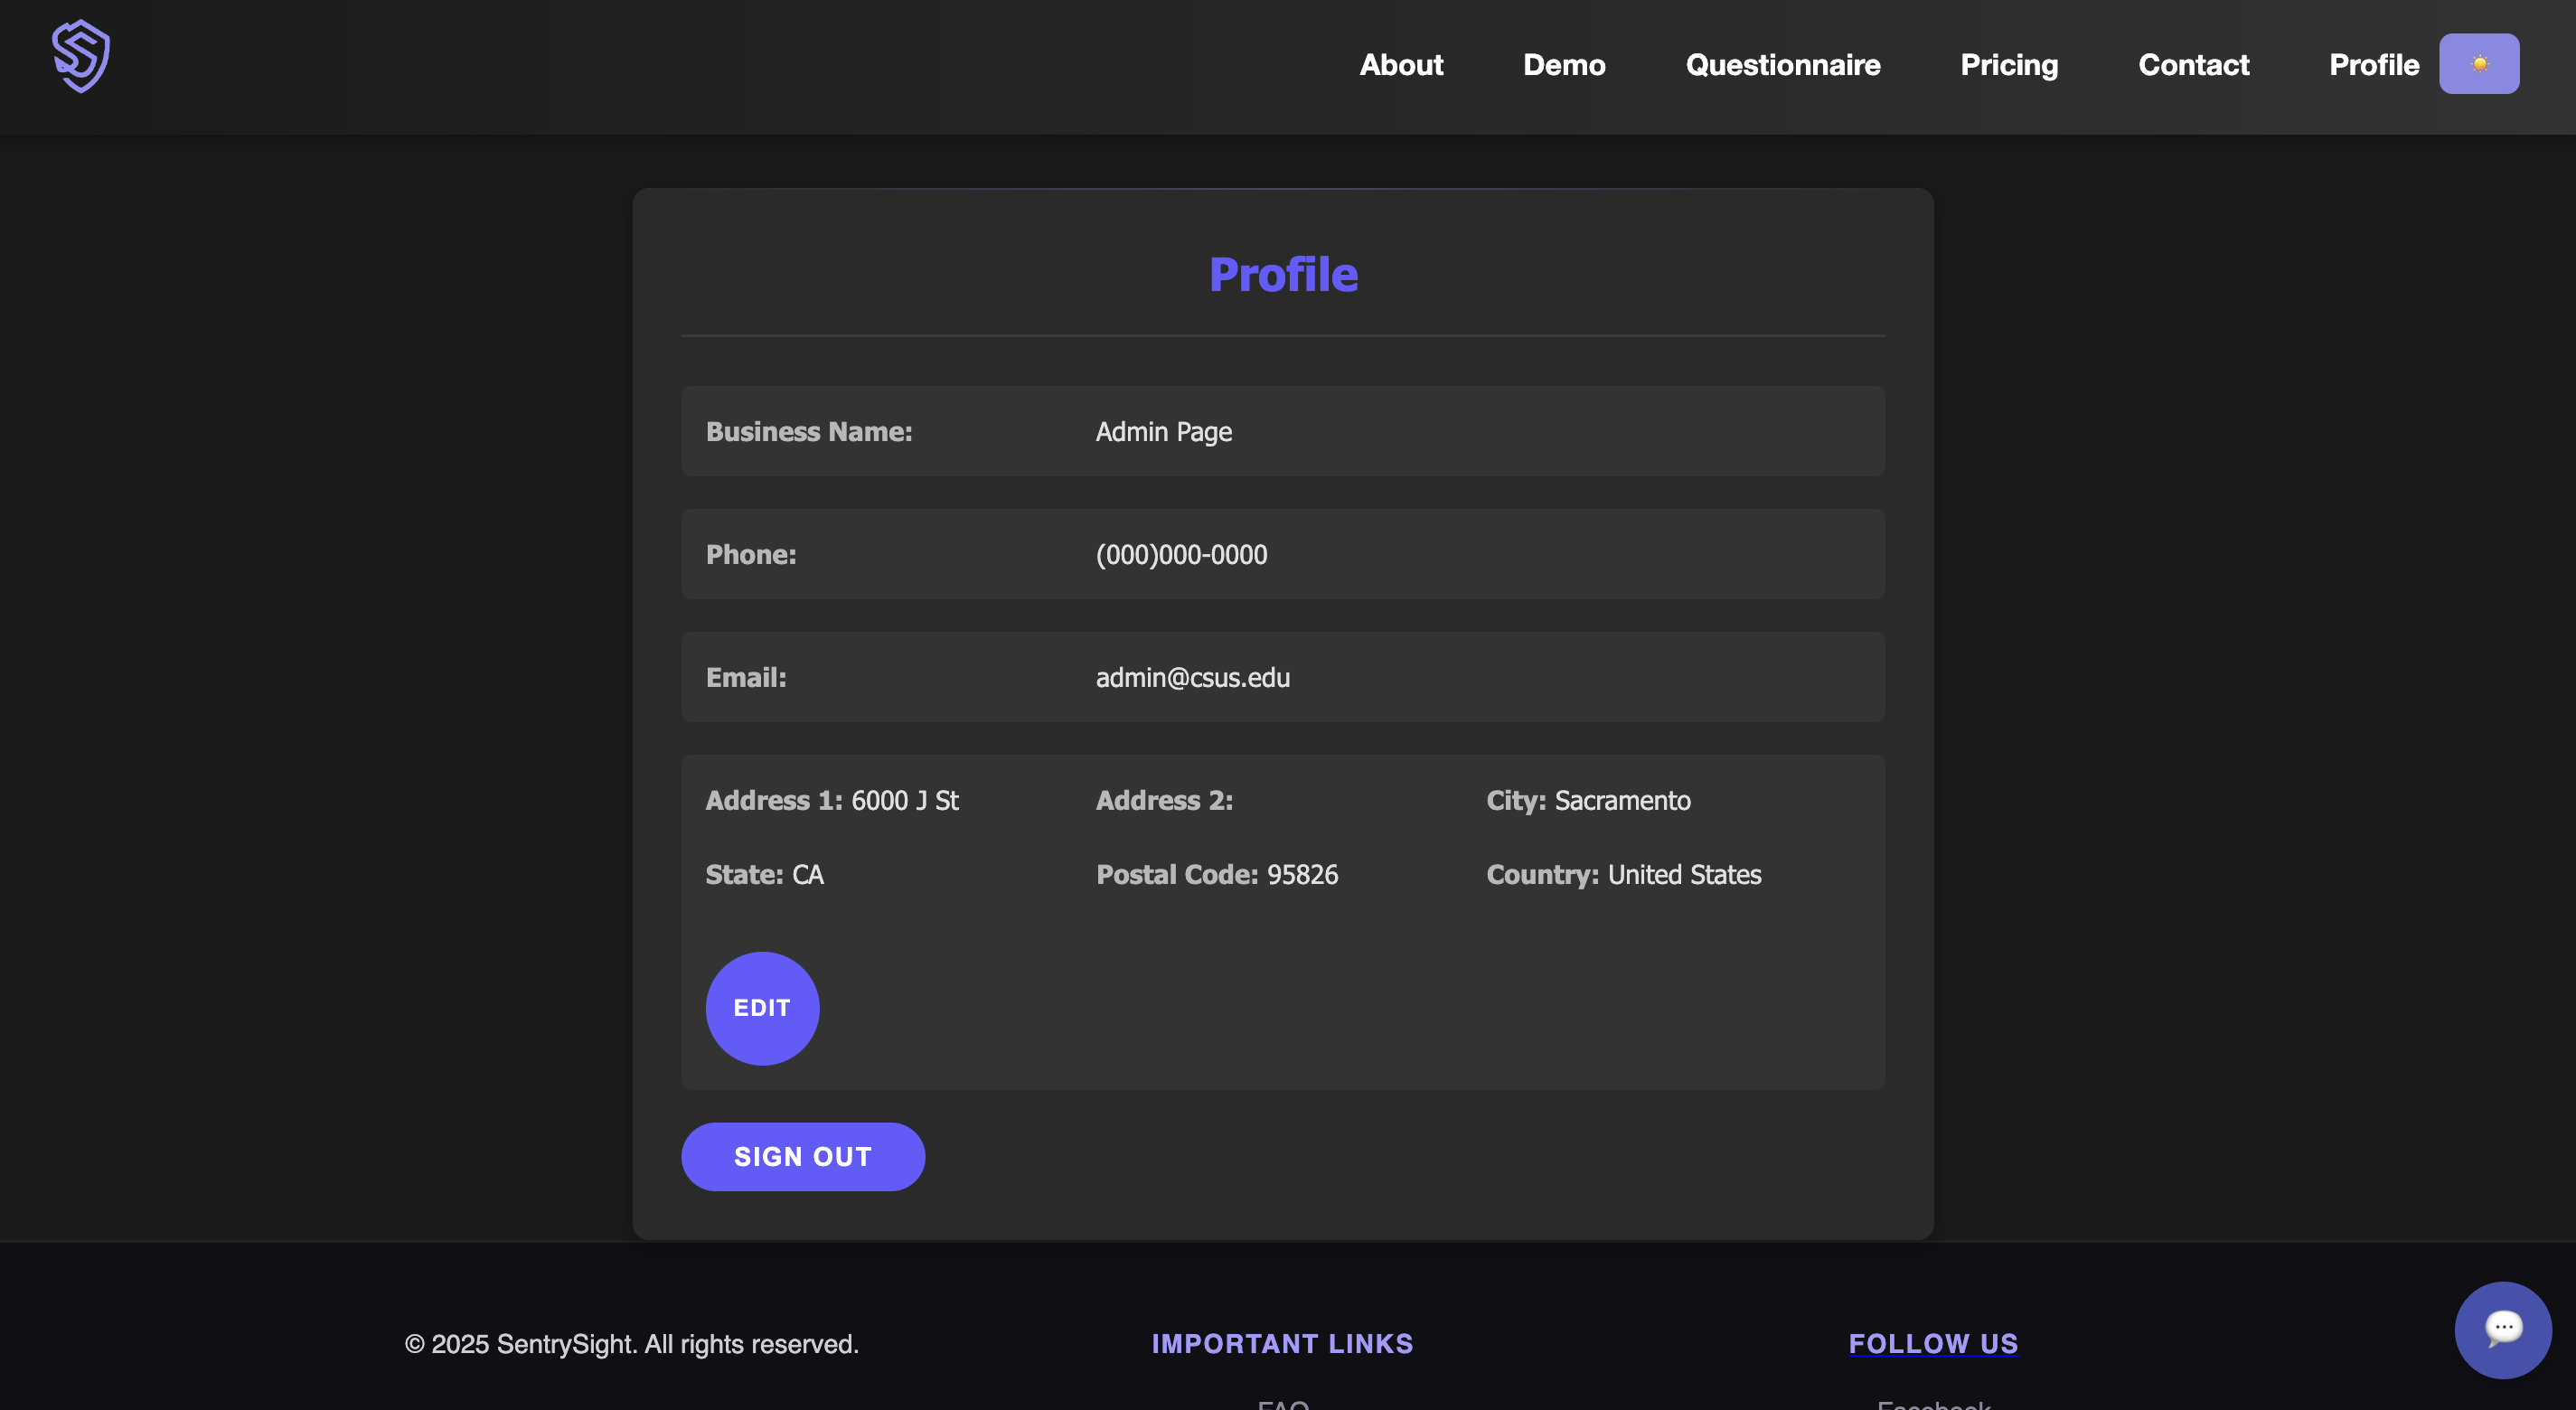 About Demo Questionnaire Pricing Contact Profile
Profile
Business Name: Admin Page
Phone: (000)000-0000
Email: admin@csus.edu
Address 1: 6000 J St Address 2: City: Sacramento
State: CA Postal Code: 95826 Country: United States
EDIT
SIGN OUT
© 2025 SentrySight. All rights reserved. IMPORTANT LINKS FOLLOW US
FAQ Facebook